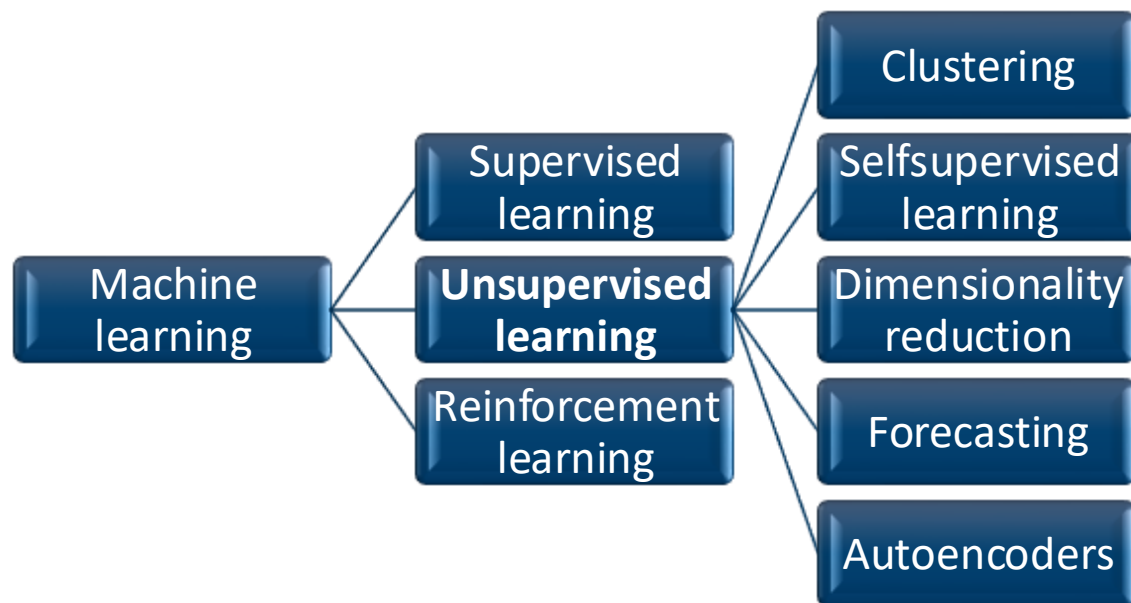 Machine
learning
Supervised
learning
Unsupervised
learning
Reinforcement
learning
Clustering
Selfsupervised
learning
Dimensionality
reduction
Forecasting
Autoencoders